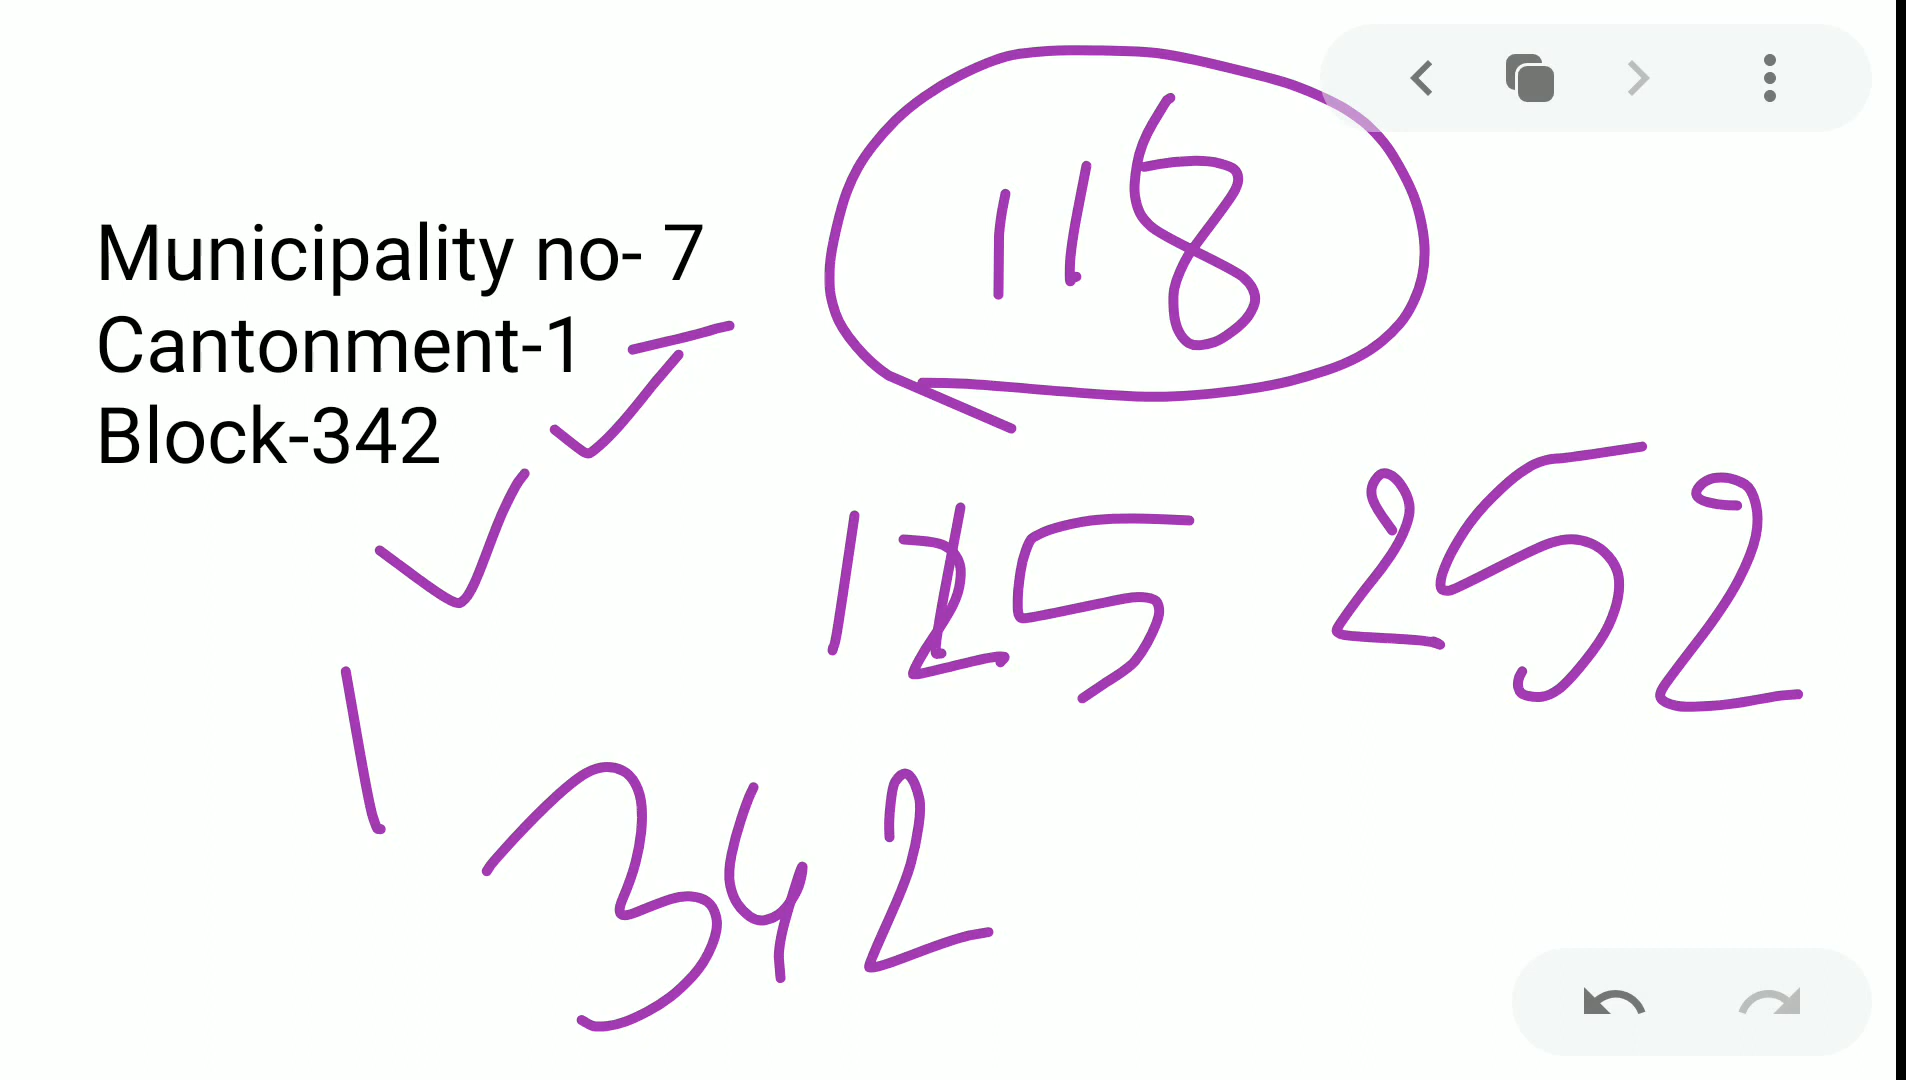 Municipality no- 7
Cantonment-1
Block-342
118
125 252
1
342